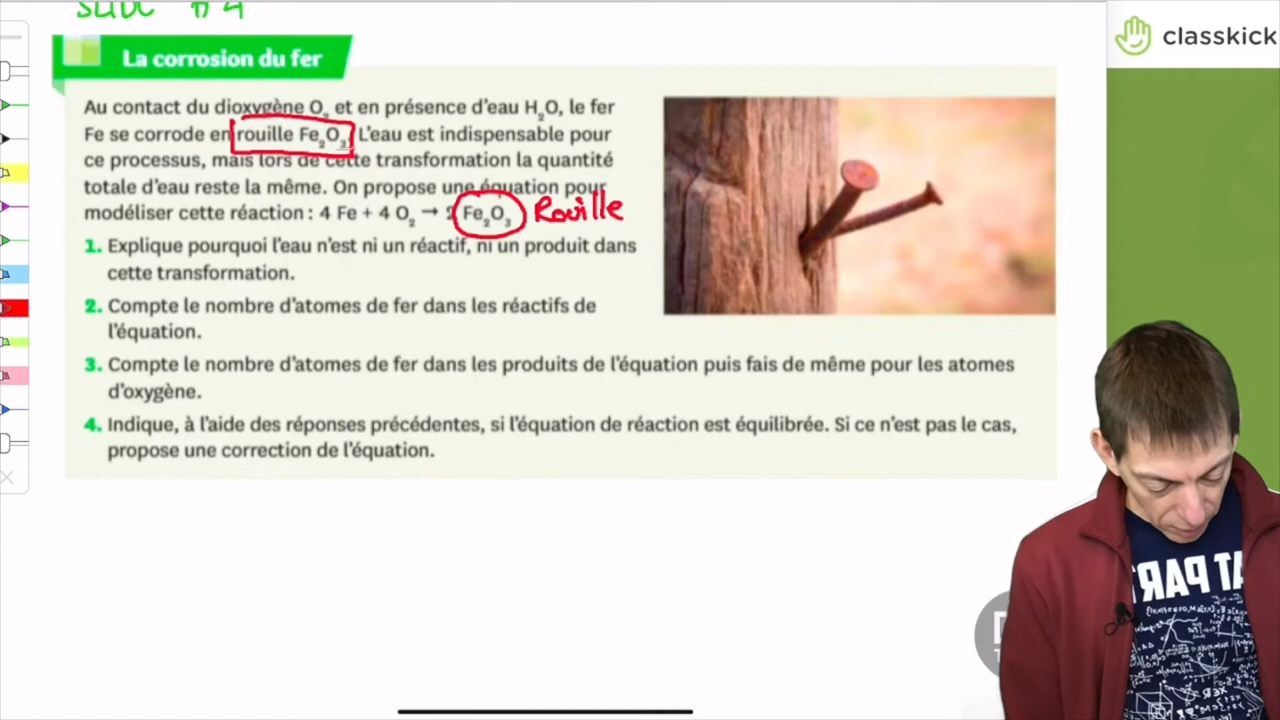 classkick
La corrosion du fer
Au contact du dioxygène O₂ et en présence d'eau H₂O, le fer
Fe se corrode en rouille Fe₂O₃. L'eau est indispensable pour
ce processus, mais lors de cette transformation la quantité
totale d'eau reste la même. On propose une équation pour
modéliser cette réaction : 4 Fe + 4 O₂ → 2 Fe₂O₃ Rouille
1. Explique pourquoi l'eau n'est ni un réactif, ni un produit dans
cette transformation.
2. Compte le nombre d'atomes de fer dans les réactifs de
l'équation.
3. Compte le nombre d'atomes de fer dans les produits de l'équation puis fais de même pour les atomes
d'oxygène.
4. Indique, à l'aide des réponses précédentes, si l'équation de réaction est équilibrée. Si ce n'est pas le cas,
propose une correction de l'équation.